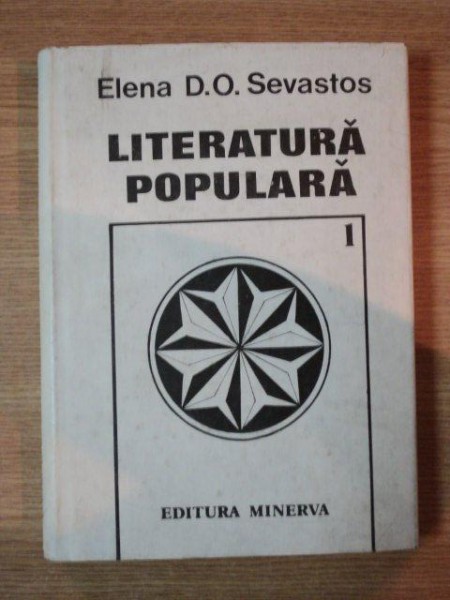 Elena D.O. Sevastos
LITERATURĂ
POPULARĂ
1
EDITURA MINERVA